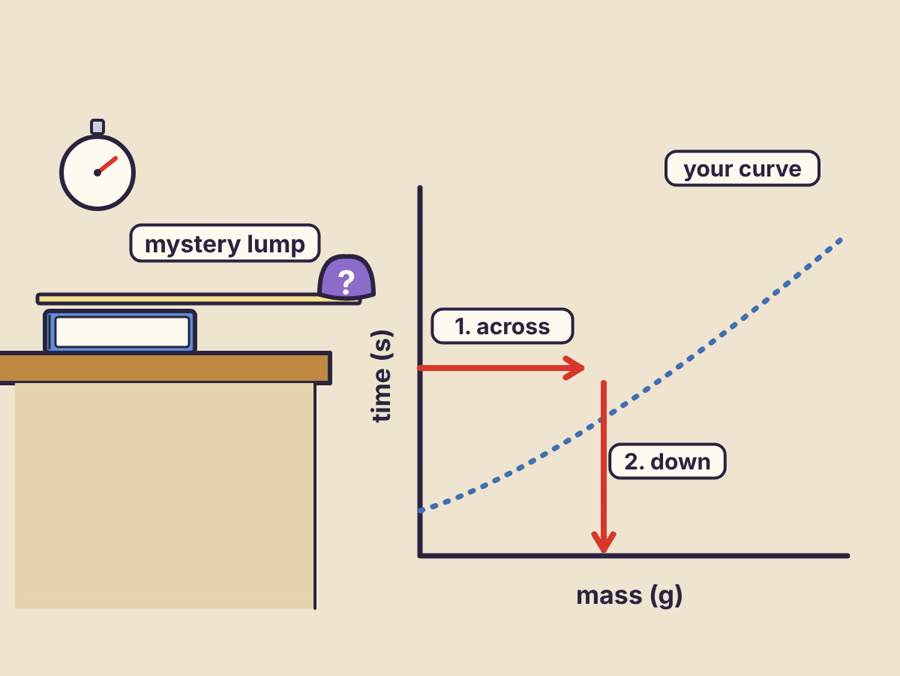 your curve
mystery lump
?
1. across
time (s)
2. down
mass (g)